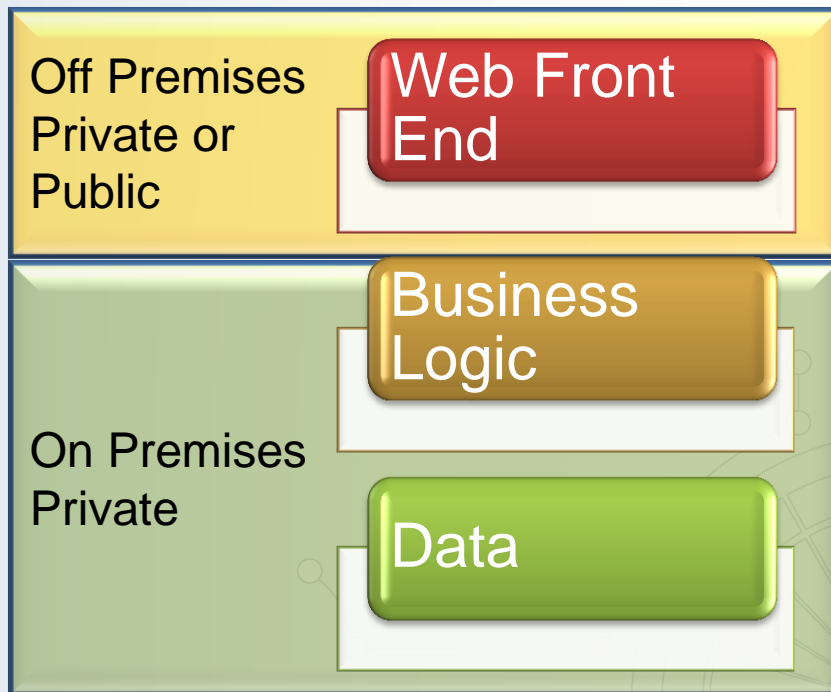 Off Premises
Private or
Public
Web Front
End
On Premises
Private
Business
Logic
Data